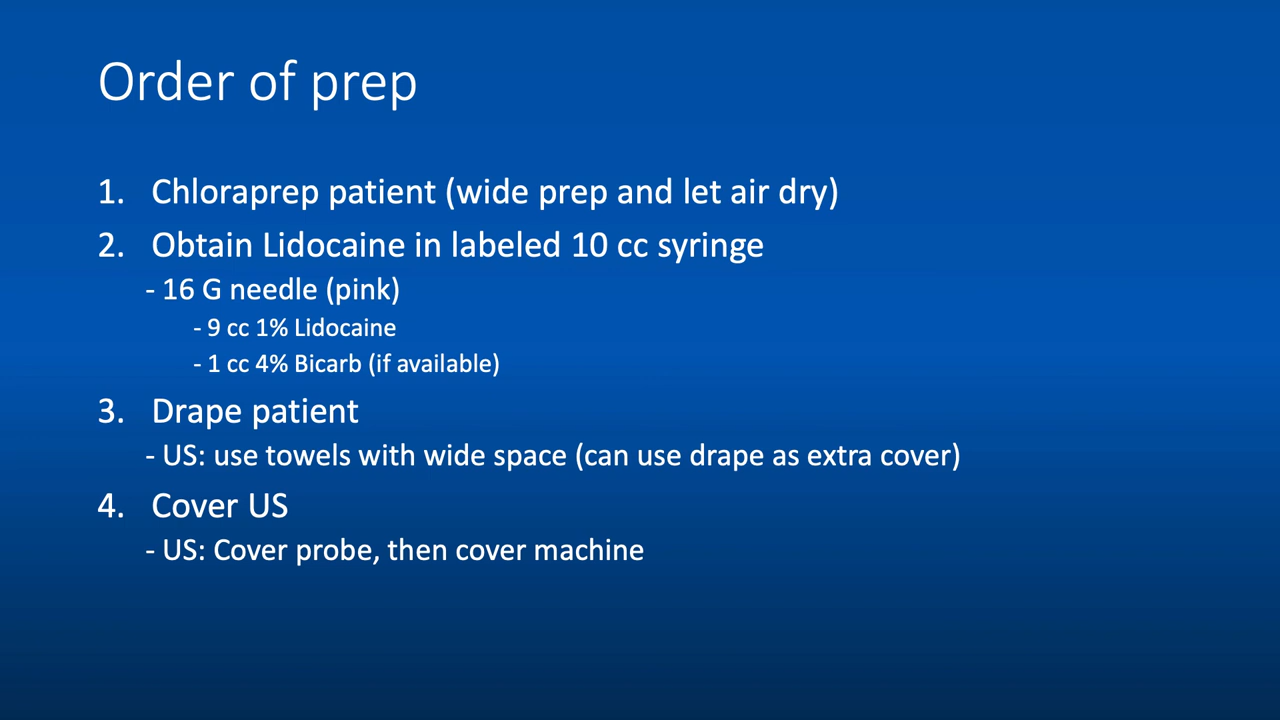 Order of prep
1. Chloraprep patient (wide prep and let air dry)
2. Obtain Lidocaine in labeled 10 cc syringe
- 16 G needle (pink)
- 9 cc 1% Lidocaine
- 1 cc 4% Bicarb (if available)
3. Drape patient
- US: use towels with wide space (can use drape as extra cover)
4. Cover US
- US: Cover probe, then cover machine